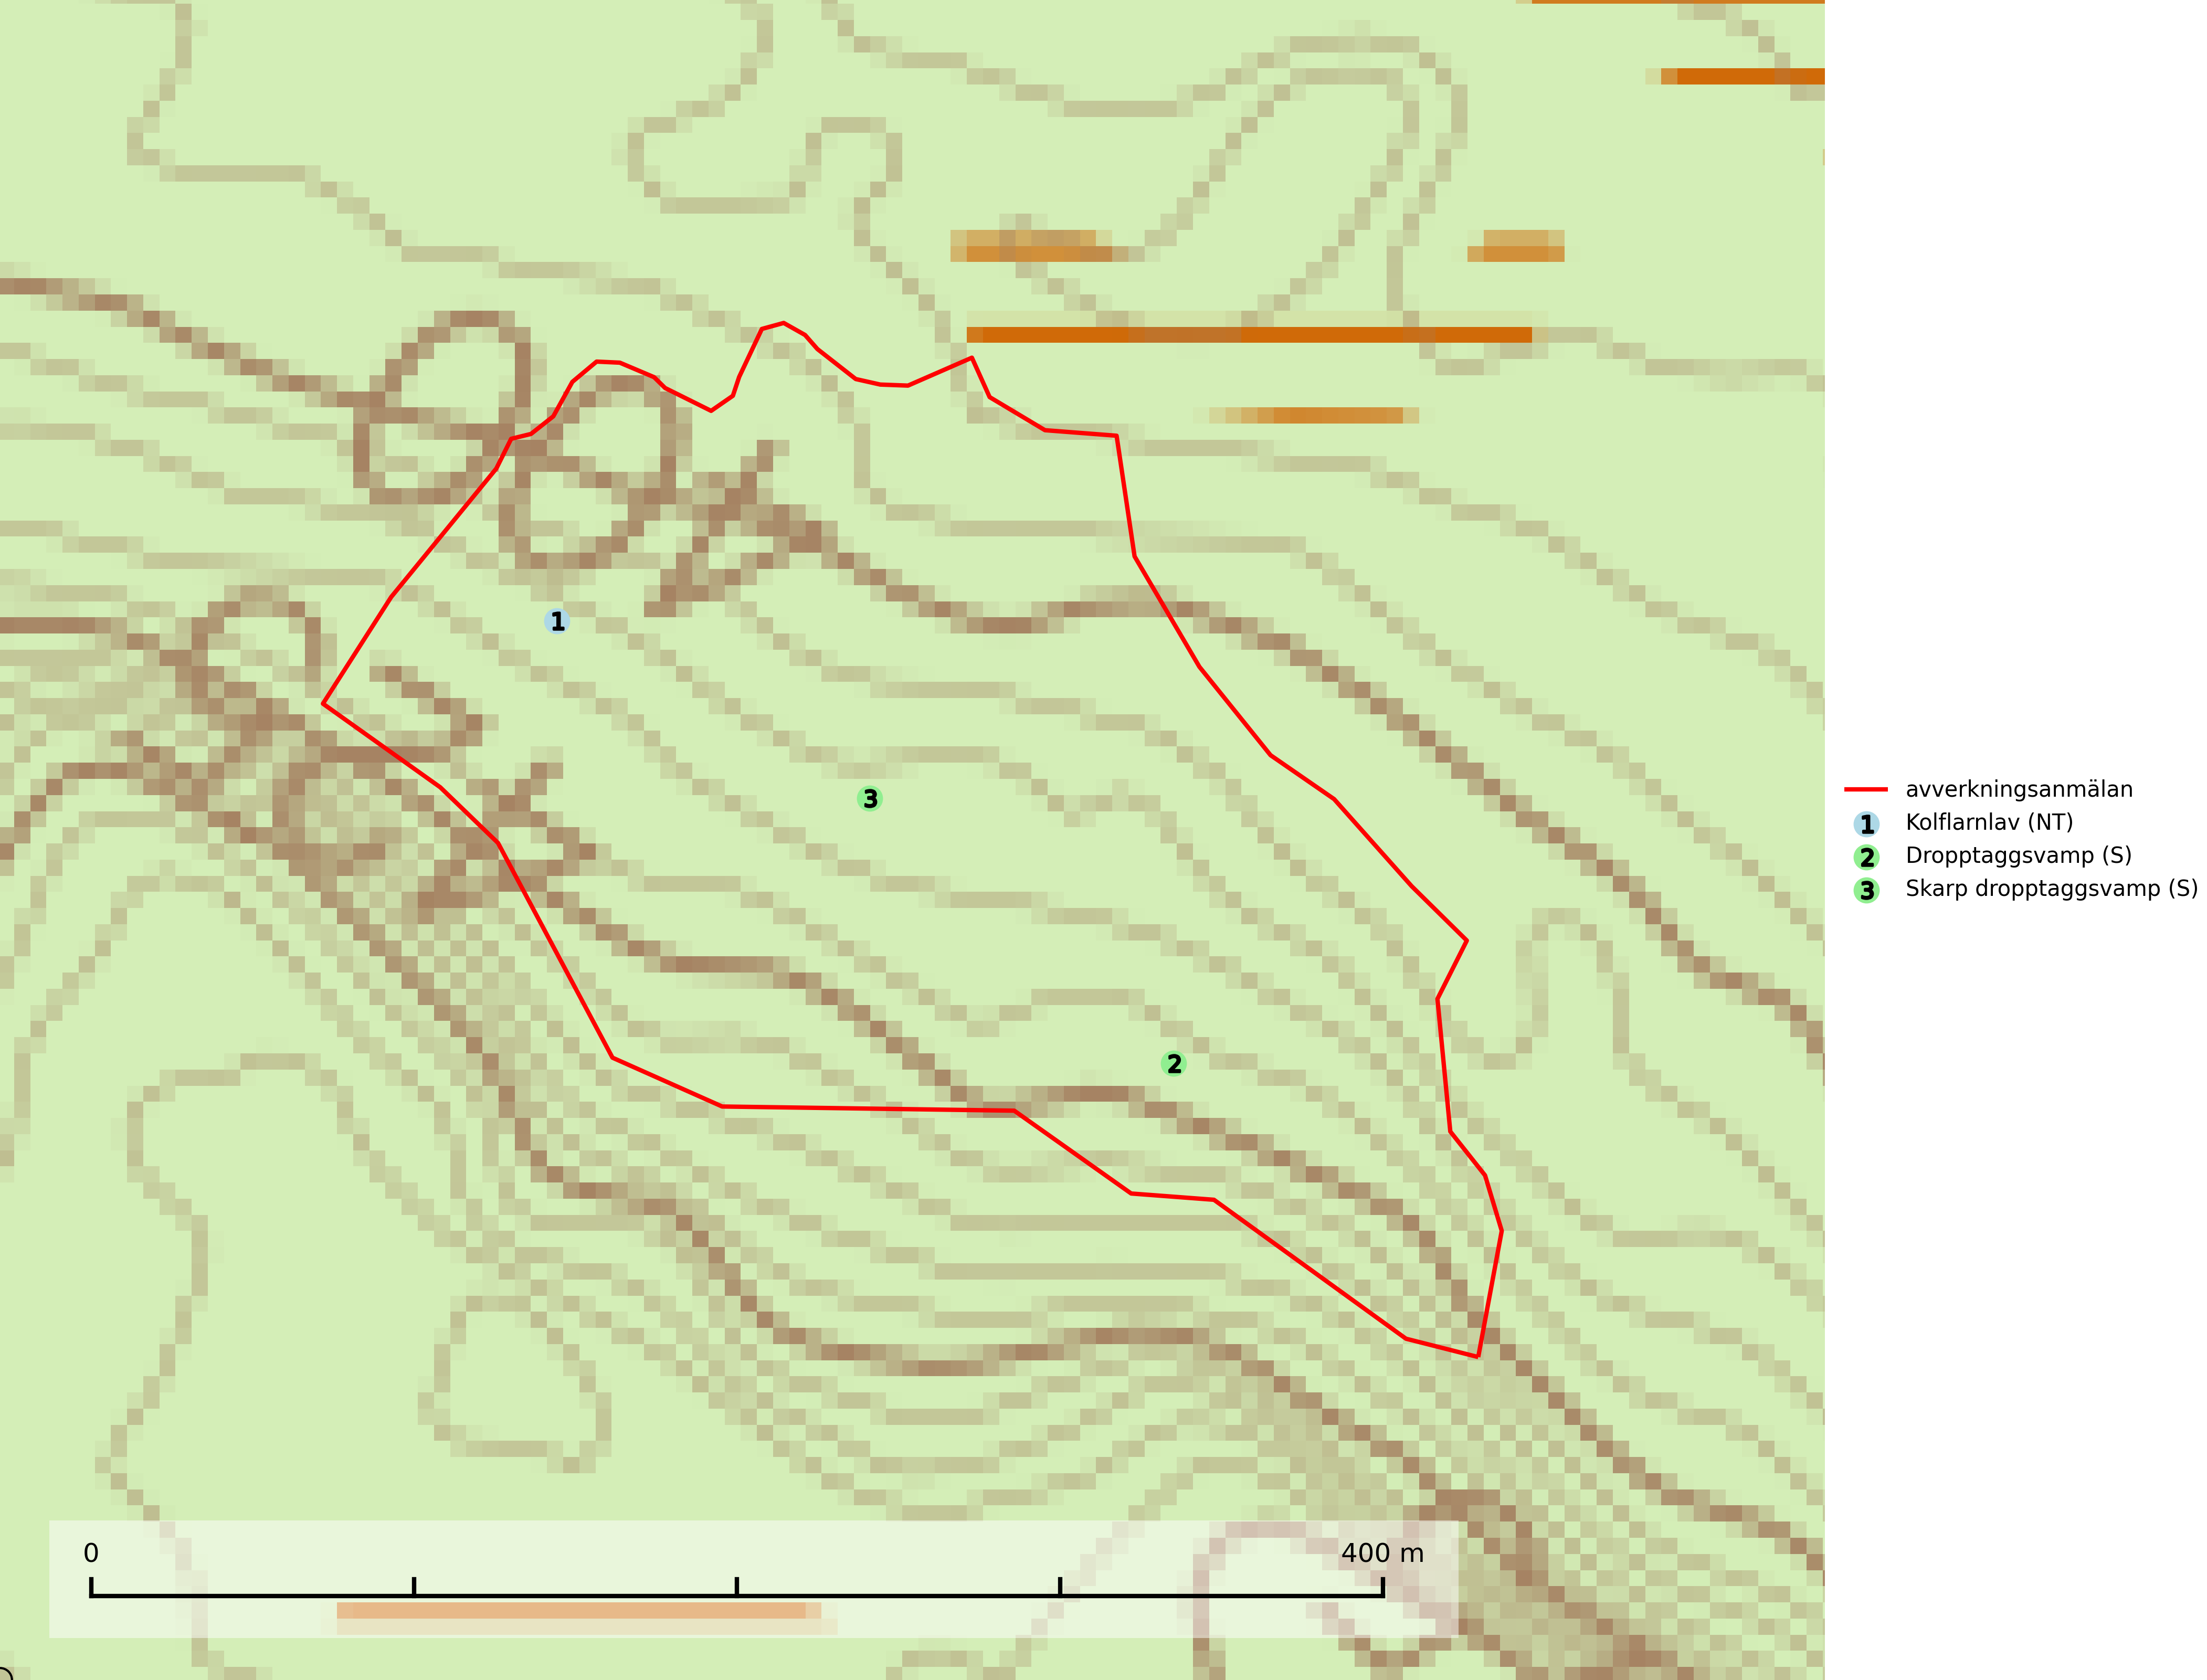 1
3
2
avverkningsanmälan
1 Kolflarnlav (NT)
2 Dropptaggsvamp (S)
3 Skarp dropptaggsvamp (S)
0 400 m